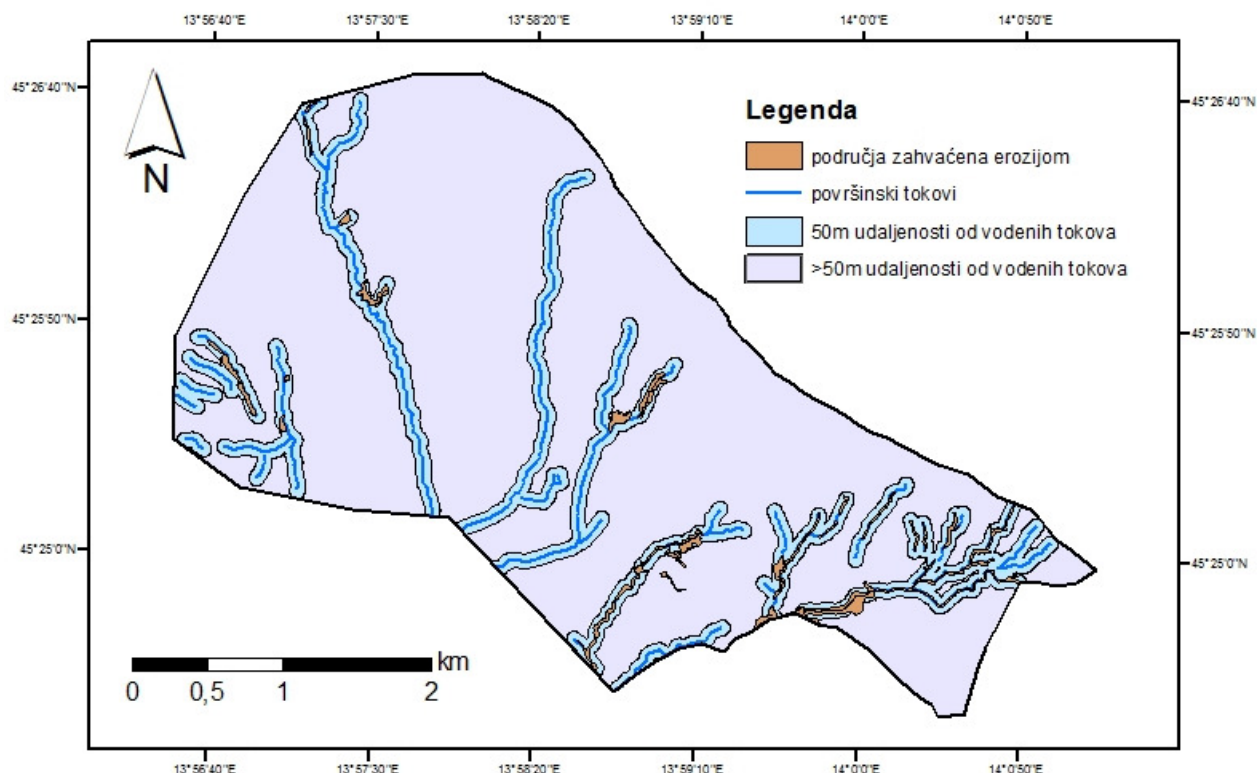 13°56'40"E 13°57'30"E 13°58'20"E 13°59'10"E 14°0'0"E 14°0'50"E
45°26'40"N 45°26'40"N
N
Legenda
područja zahvaćena erozijom
površinski tokovi
50m udaljenosti od vodenih tokova
>50m udaljenosti od vodenih tokova
45°25'50"N 45°25'50"N
45°25'0"N 45°25'0"N
km
0 0,5 1 2
13°56'40"E 13°57'30"E 13°58'20"E 13°59'10"E 14°0'0"E 14°0'50"E